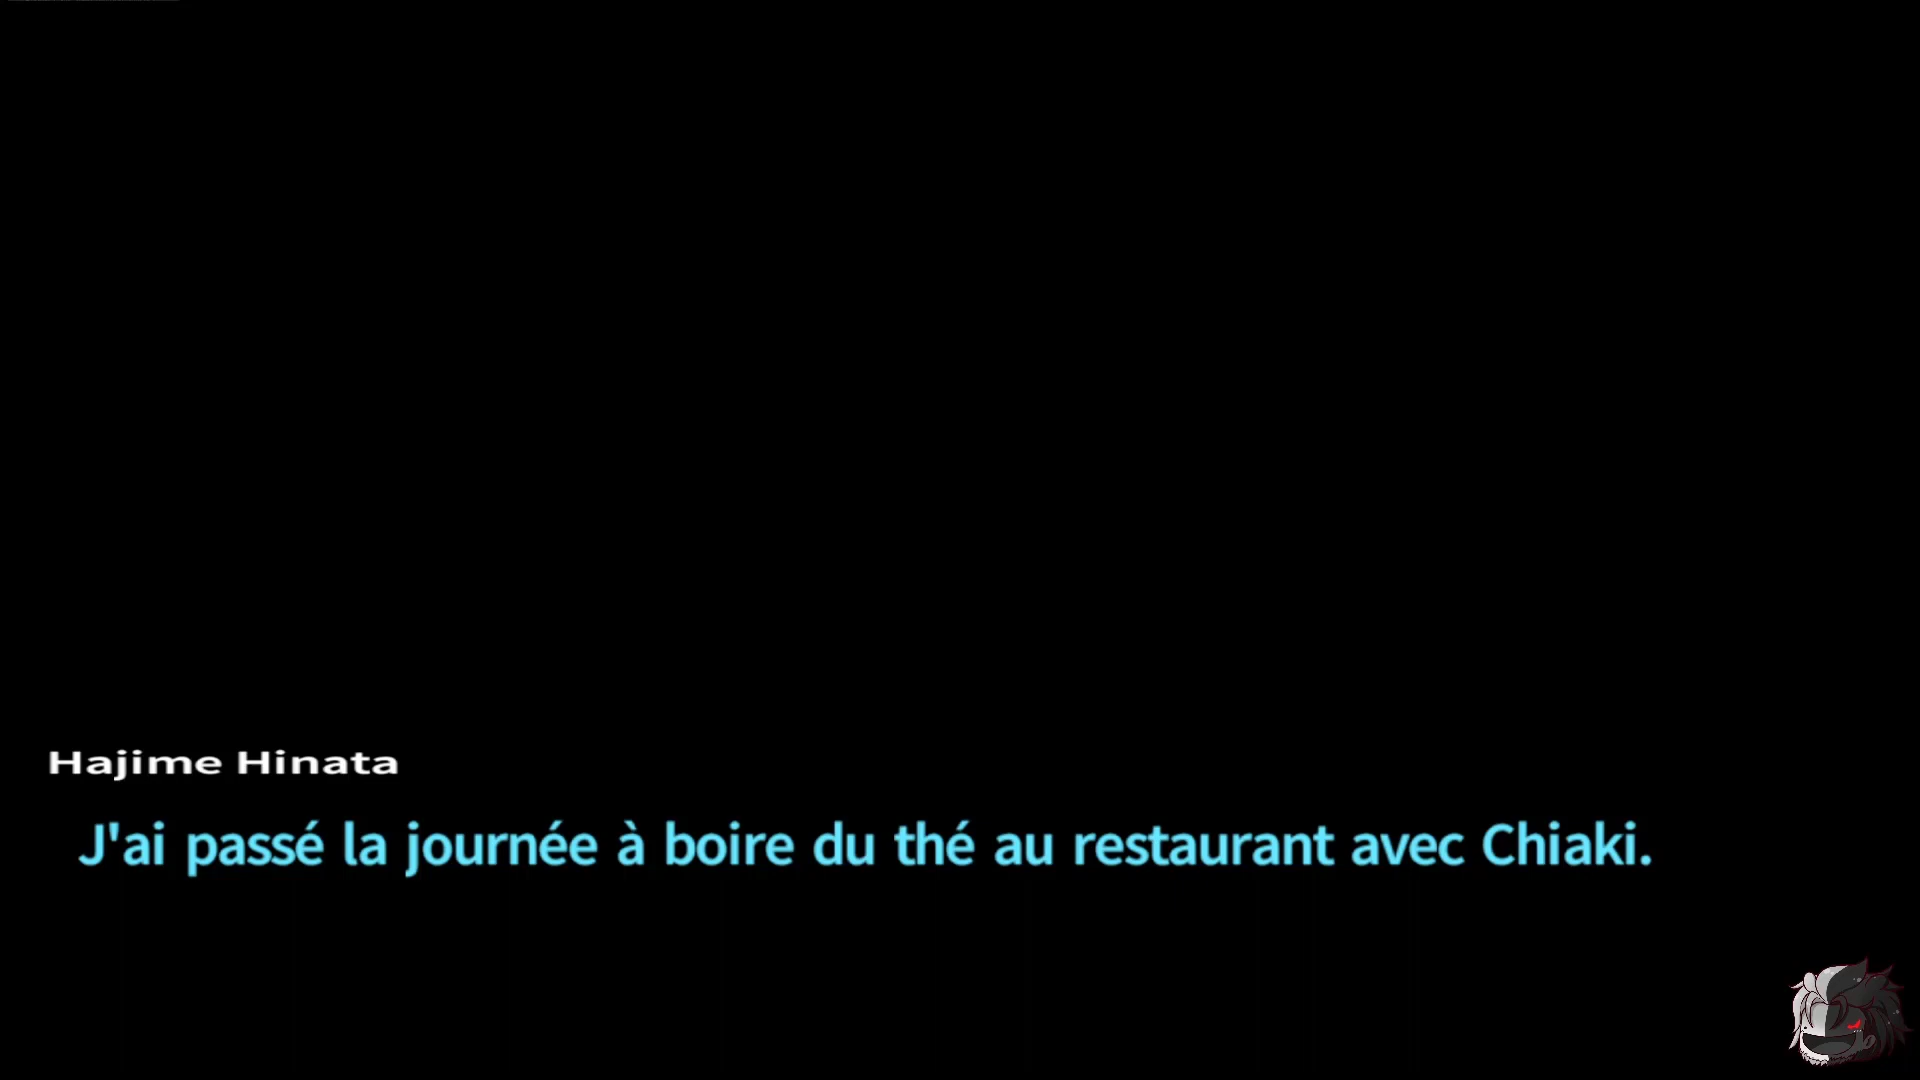 Hajime Hinata
J'ai passé la journée à boire du thé au restaurant avec Chiaki.